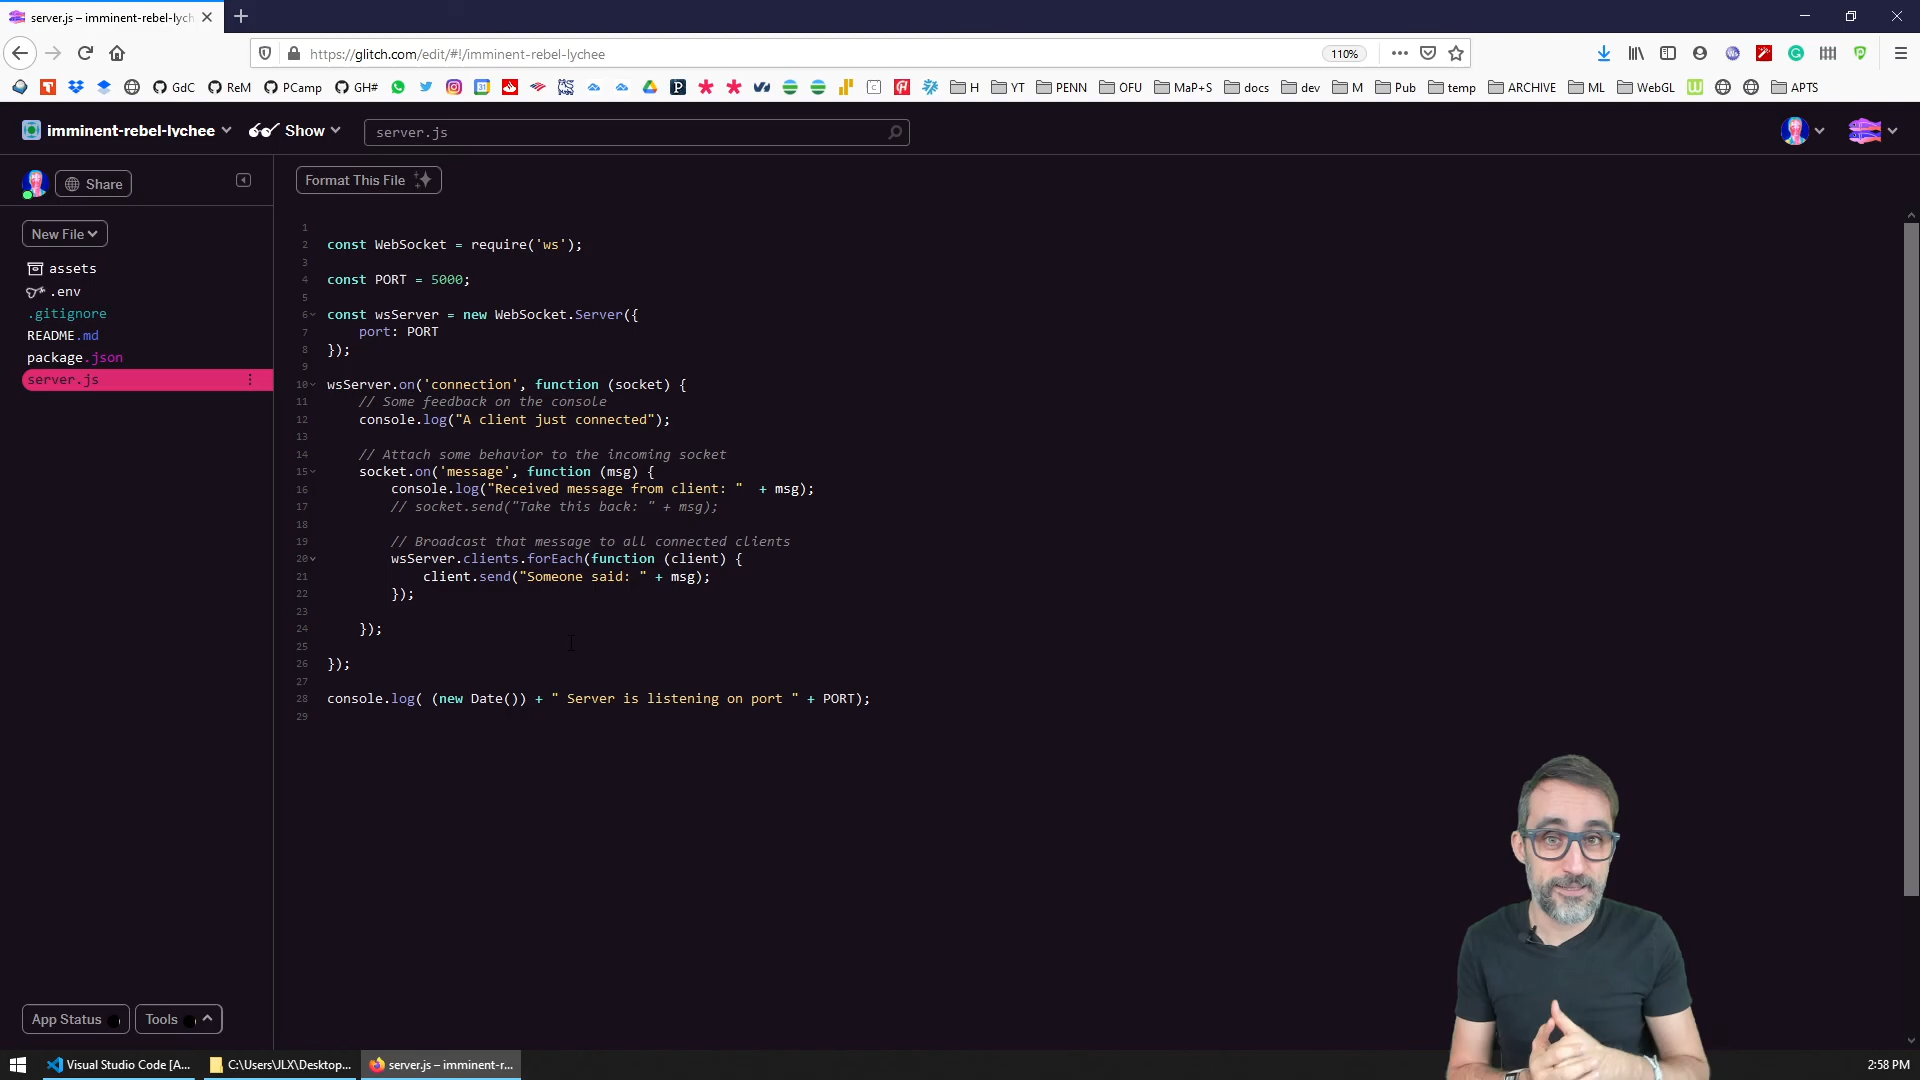 server.js – imminent-rebel-lych
https://glitch.com/edit/#!/imminent-rebel-lychee
110%
GdC
ReM
PCamp
GH#
H
YT
PENN
OFU
MaP+S
docs
dev
M
Pub
temp
ARCHIVE
ML
WebGL
APTS
imminent-rebel-lychee
Show
server.js
Share
Format This File
New File
assets
.env
.gitignore
README.md
package.json
server.js
1
2 const WebSocket = require('ws');
3
4 const PORT = 5000;
5
6 const wsServer = new WebSocket.Server({
7 port: PORT
8 });
9
10 wsServer.on('connection', function (socket) {
11 // Some feedback on the console
12 console.log("A client just connected");
13
14 // Attach some behavior to the incoming socket
15 socket.on('message', function (msg) {
16 console.log("Received message from client: "  + msg);
17 // socket.send("Take this back: " + msg);
18
19 // Broadcast that message to all connected clients
20 wsServer.clients.forEach(function (client) {
21 client.send("Someone said: " + msg);
22 });
23
24 });
25
26 });
27
28 console.log( (new Date()) + " Server is listening on port " + PORT);
29
App Status
Tools
Visual Studio Code [A...
C:\Users\JLX\Desktop...
server.js – imminent-r...
2:58 PM